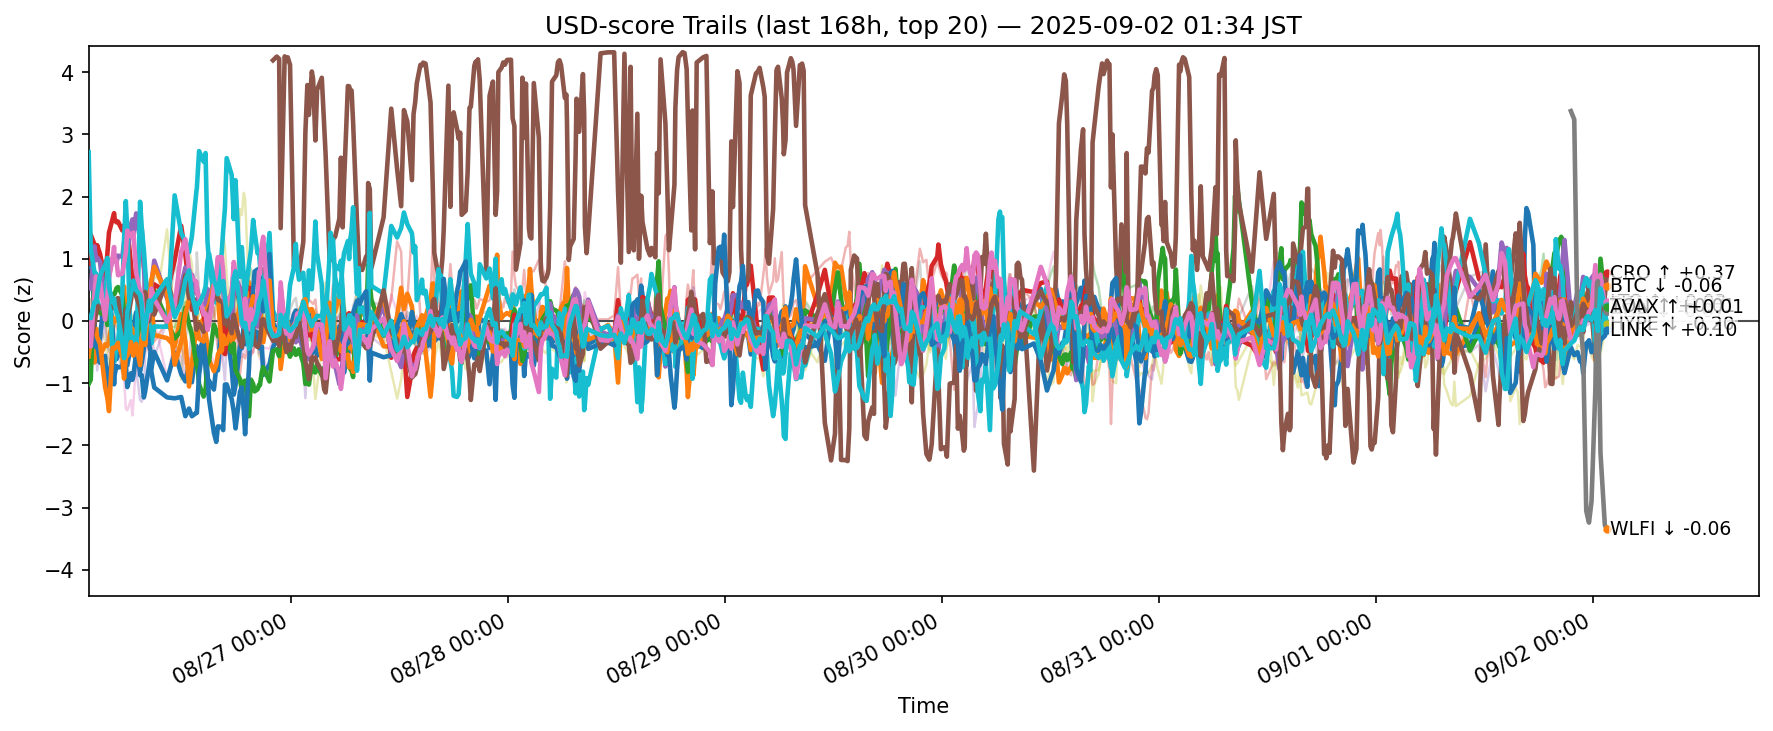 USD-score Trails (last 168h, top 20) — 2025-09-02 01:34 JST
Score (z)
4
3
2
1
0
−1
−2
−3
−4
CRO ↑ +0.37
BTC ↓ -0.06
AVAX ↑ +0.01
LINK ↑ +0.10
WLFI ↓ -0.06
08/27 00:00
08/28 00:00
08/29 00:00
08/30 00:00
08/31 00:00
09/01 00:00
09/02 00:00
Time